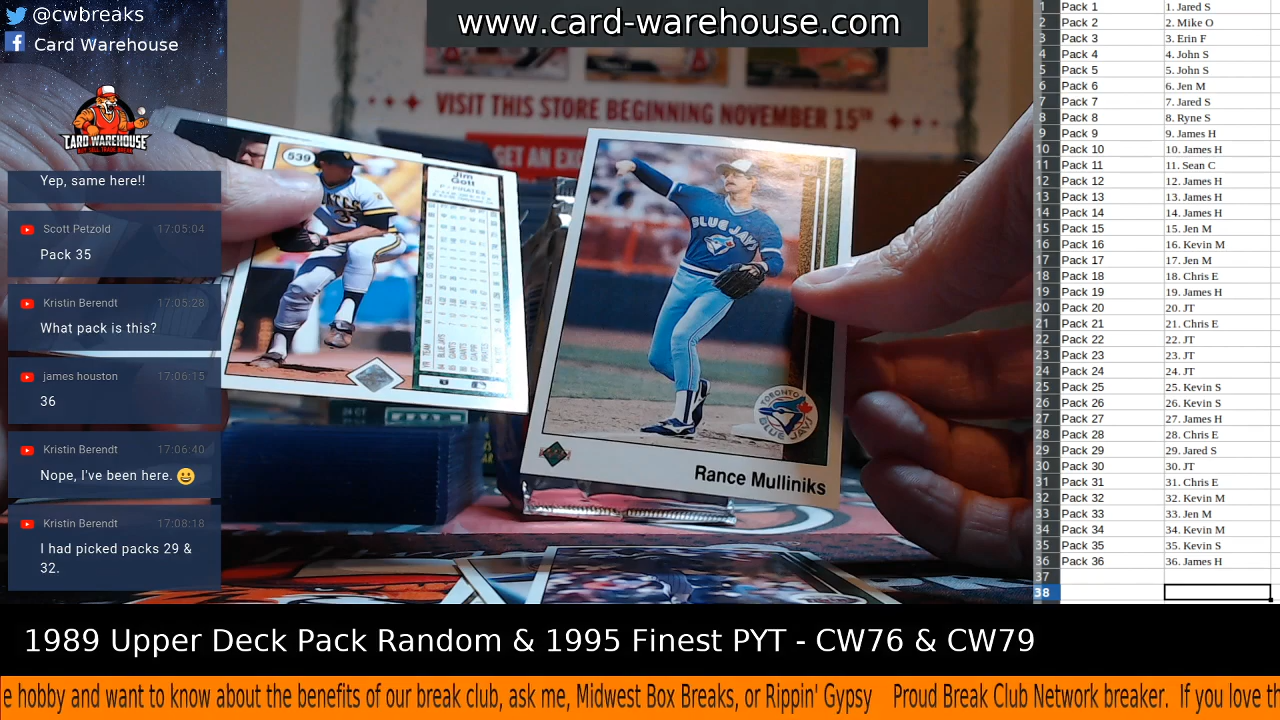 @cwbreaks
Card Warehouse
CARD WAREHOUSE
Yep, same here!!
Scott Petzold 17:05:04
Pack 35
Kristin Berendt 17:05:28
What pack is this?
james houston 17:06:15
36
Kristin Berendt 17:06:40
Nope, I've been here. 😀
Kristin Berendt 17:08:18
I had picked packs 29 &
32.
www.card-warehouse.com
VISIT THIS STORE BEGINNING NOVEMBER 15TH
GET AN EXC
539
Jim
Gott
P - PIRATES
BLUE JAYS
TORONTO
BLUE JAYS
Rance Mulliniks
1 Pack 1 1. Jared S
2 Pack 2 2. Mike O
3 Pack 3 3. Erin F
4 Pack 4 4. John S
5 Pack 5 5. John S
6 Pack 6 6. Jen M
7 Pack 7 7. Jared S
8 Pack 8 8. Ryne S
9 Pack 9 9. James H
10 Pack 10 10. James H
11 Pack 11 11. Sean C
12 Pack 12 12. James H
13 Pack 13 13. James H
14 Pack 14 14. James H
15 Pack 15 15. Jen M
16 Pack 16 16. Kevin M
17 Pack 17 17. Jen M
18 Pack 18 18. Chris E
19 Pack 19 19. James H
20 Pack 20 20. JT
21 Pack 21 21. Chris E
22 Pack 22 22. JT
23 Pack 23 23. JT
24 Pack 24 24. JT
25 Pack 25 25. Kevin S
26 Pack 26 26. Kevin S
27 Pack 27 27. James H
28 Pack 28 28. Chris E
29 Pack 29 29. Jared S
30 Pack 30 30. JT
31 Pack 31 31. Chris E
32 Pack 32 32. Kevin M
33 Pack 33 33. Jen M
34 Pack 34 34. Kevin M
35 Pack 35 35. Kevin S
36 Pack 36 36. James H
37
38
1989 Upper Deck Pack Random & 1995 Finest PYT - CW76 & CW79
e hobby and want to know about the benefits of our break club, ask me, Midwest Box Breaks, or Rippin' Gypsy Proud Break Club Network breaker. If you love th